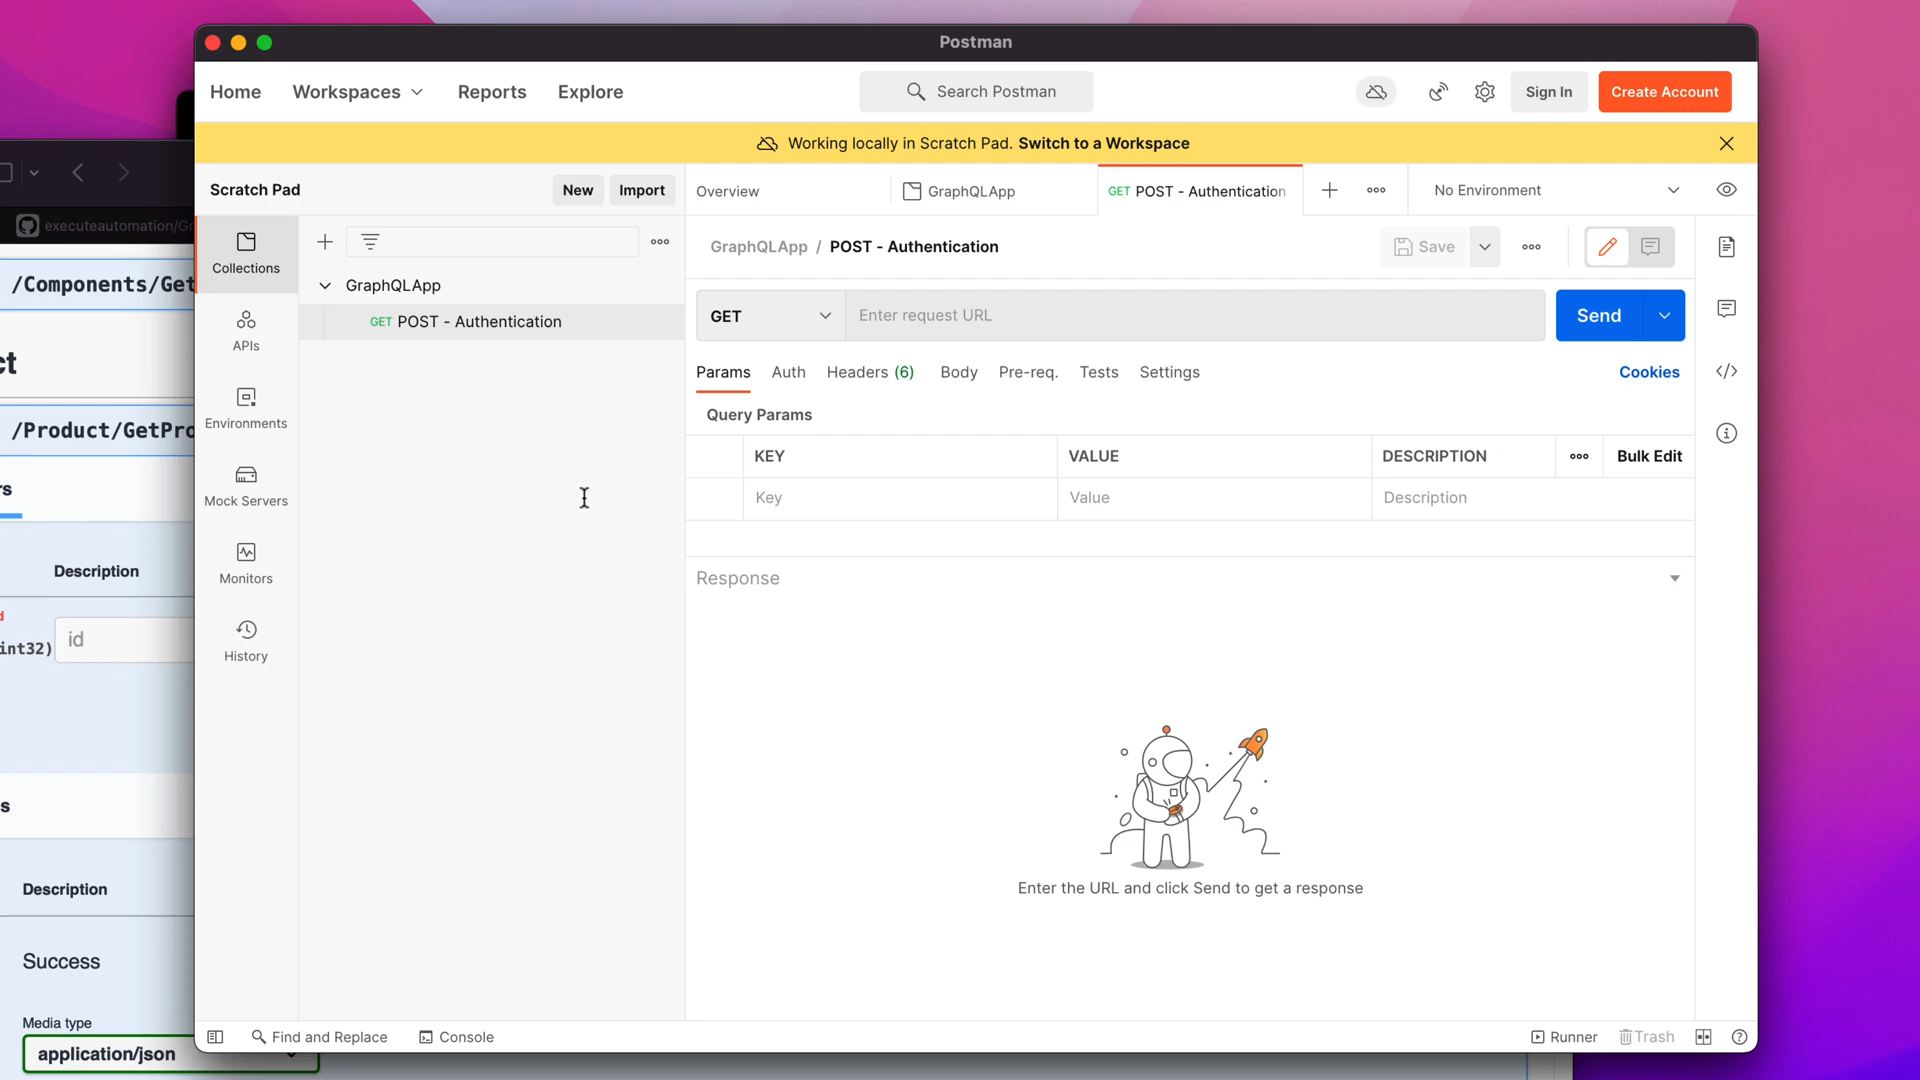 Postman
Home
Workspaces
Reports
Explore
Search Postman
Sign In
Create Account
Working locally in Scratch Pad. Switch to a Workspace
Scratch Pad
New
Import
Overview
GraphQLApp
GET POST - Authentication
No Environment
executeautomation/Gr
Collections
GraphQLApp / POST - Authentication
Save
/Components/Get
GraphQLApp
GET POST - Authentication
GET
Enter request URL
Send
APIs
ct
Params
Auth
Headers (6)
Body
Pre-req.
Tests
Settings
Cookies
Environments
/Product/GetPro
Query Params
KEY
VALUE
DESCRIPTION
Bulk Edit
rs
Mock Servers
Key
Value
Description
Description
Monitors
Response
d
int32)
id
History
s
Description
Enter the URL and click Send to get a response
Success
Media type
application/json
Find and Replace
Console
Runner
Trash